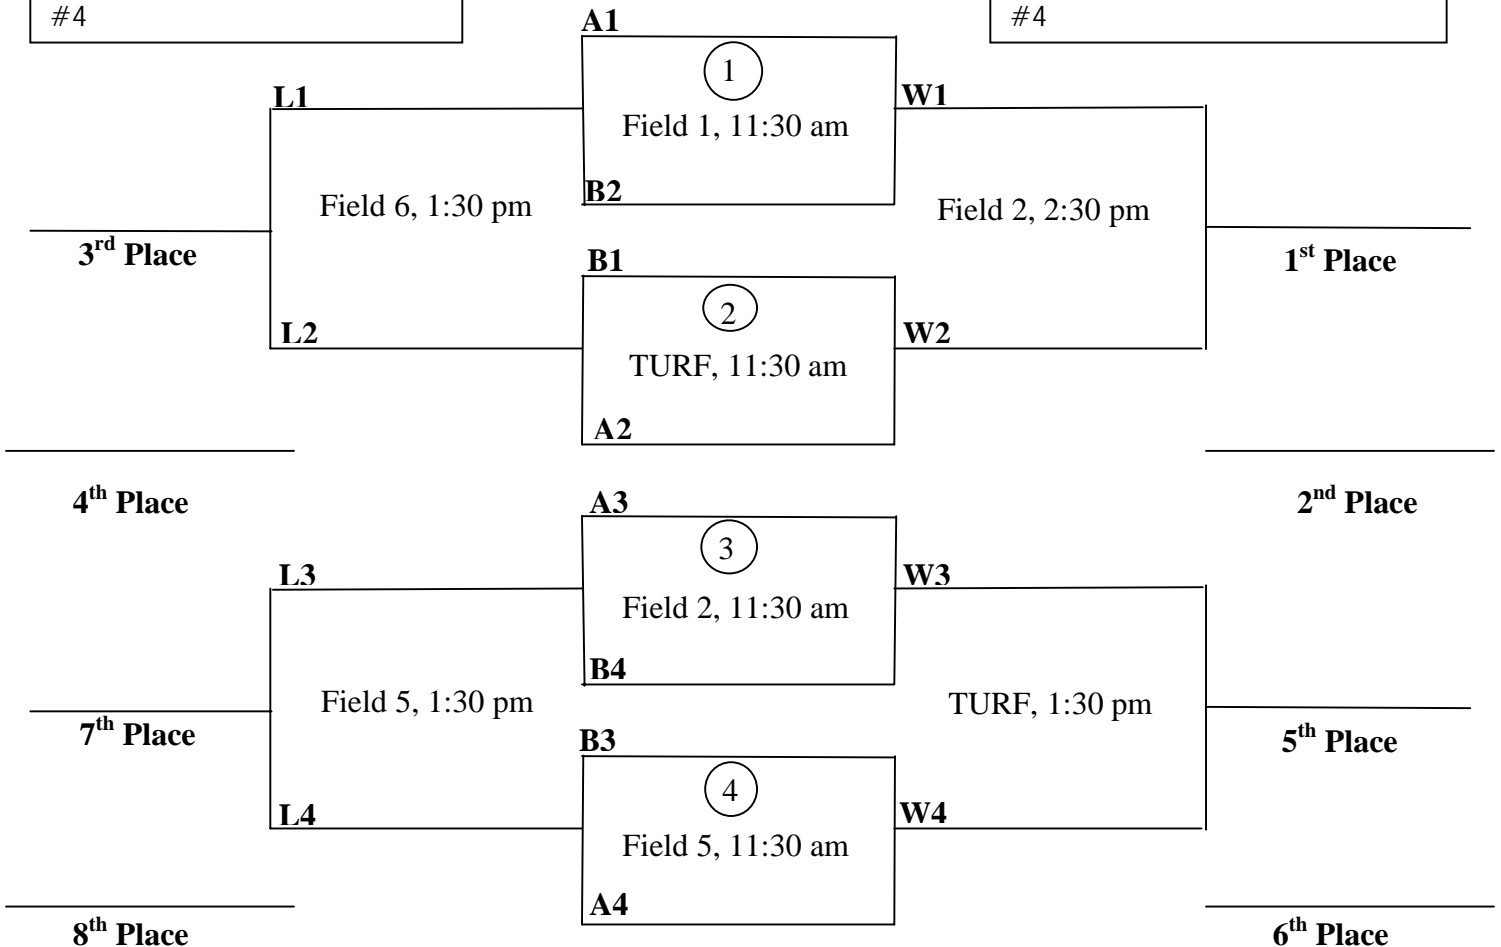 #4
#4
A1
1
L1
W1
Field 1, 11:30 am
B2
Field 6, 1:30 pm
Field 2, 2:30 pm
3rd Place
B1
1st Place
2
L2
W2
TURF, 11:30 am
A2
4th Place
A3
2nd Place
3
L3
W3
Field 2, 11:30 am
B4
Field 5, 1:30 pm
TURF, 1:30 pm
7th Place
B3
5th Place
4
L4
W4
Field 5, 11:30 am
A4
8th Place
6th Place